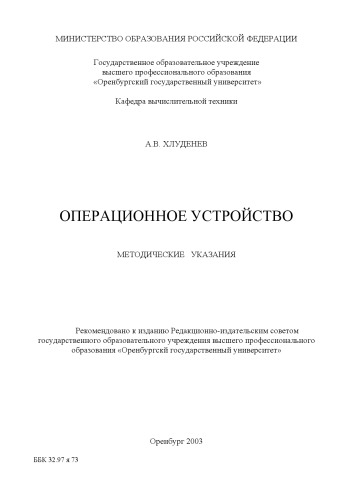 МИНИСТЕРСТВО ОБРАЗОВАНИЯ РОССИЙСКОЙ ФЕДЕРАЦИИ
Государственное образовательное учреждение
высшего профессионального образования
«Оренбургский государственный университет»
Кафедра вычислительной техники
А.В. ХЛУДЕНЕВ
ОПЕРАЦИОННОЕ УСТРОЙСТВО
МЕТОДИЧЕСКИЕ УКАЗАНИЯ
Рекомендовано к изданию Редакционно-издательским советом
государственного образовательного учреждения высшего профессионального
образования «Оренбургскй государственный университет»
Оренбург 2003
ББК 32.97 я 73